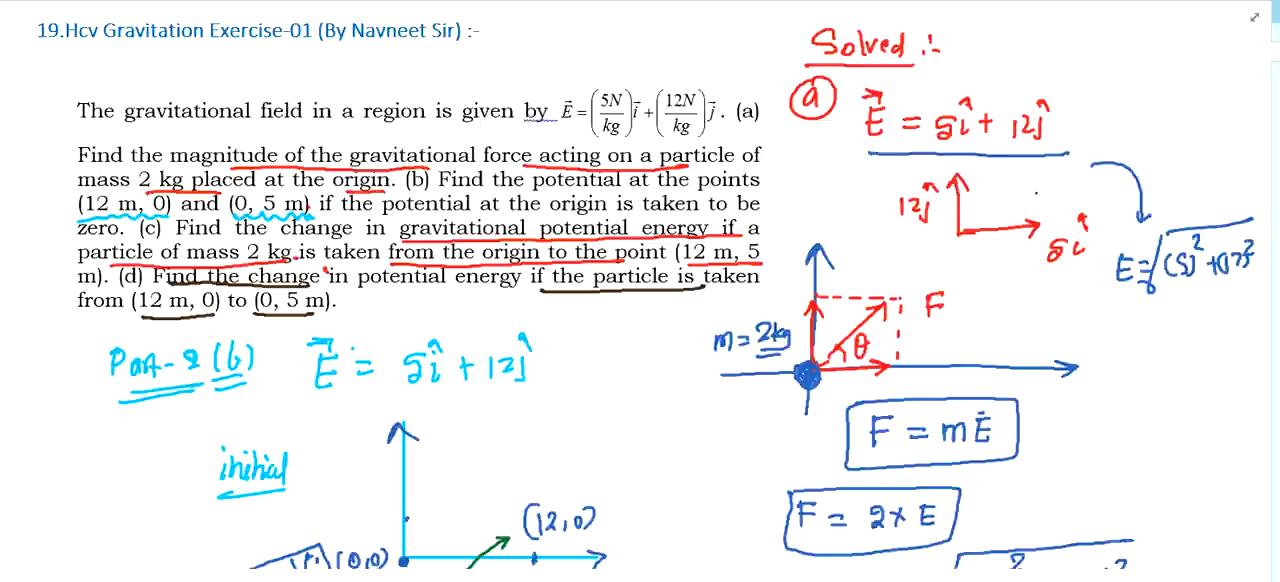 19.Hcv Gravitation Exercise-01 (By Navneet Sir) :-
The gravitational field in a region is given by E⃗ = (5N/kg) i⃗ + (12N/kg) j⃗ . (a)
Find the magnitude of the gravitational force acting on a particle of
mass 2 kg placed at the origin. (b) Find the potential at the points
(12 m, 0) and (0, 5 m) if the potential at the origin is taken to be
zero. (c) Find the change in gravitational potential energy if a
particle of mass 2 kg is taken from the origin to the point (12 m, 5
m). (d) Find the change in potential energy if the particle is taken
from (12 m, 0) to (0, 5 m).
Solved :-
(a) E⃗ = 5î + 12ĵ
12ĵ
5î
E = √(5)² + (12)²
F
m = 2kg
θ
F = mE⃗
F = 2 × E
Part-2 (b) E⃗ = 5î + 12ĵ
initial
(12,0)
(0,0)